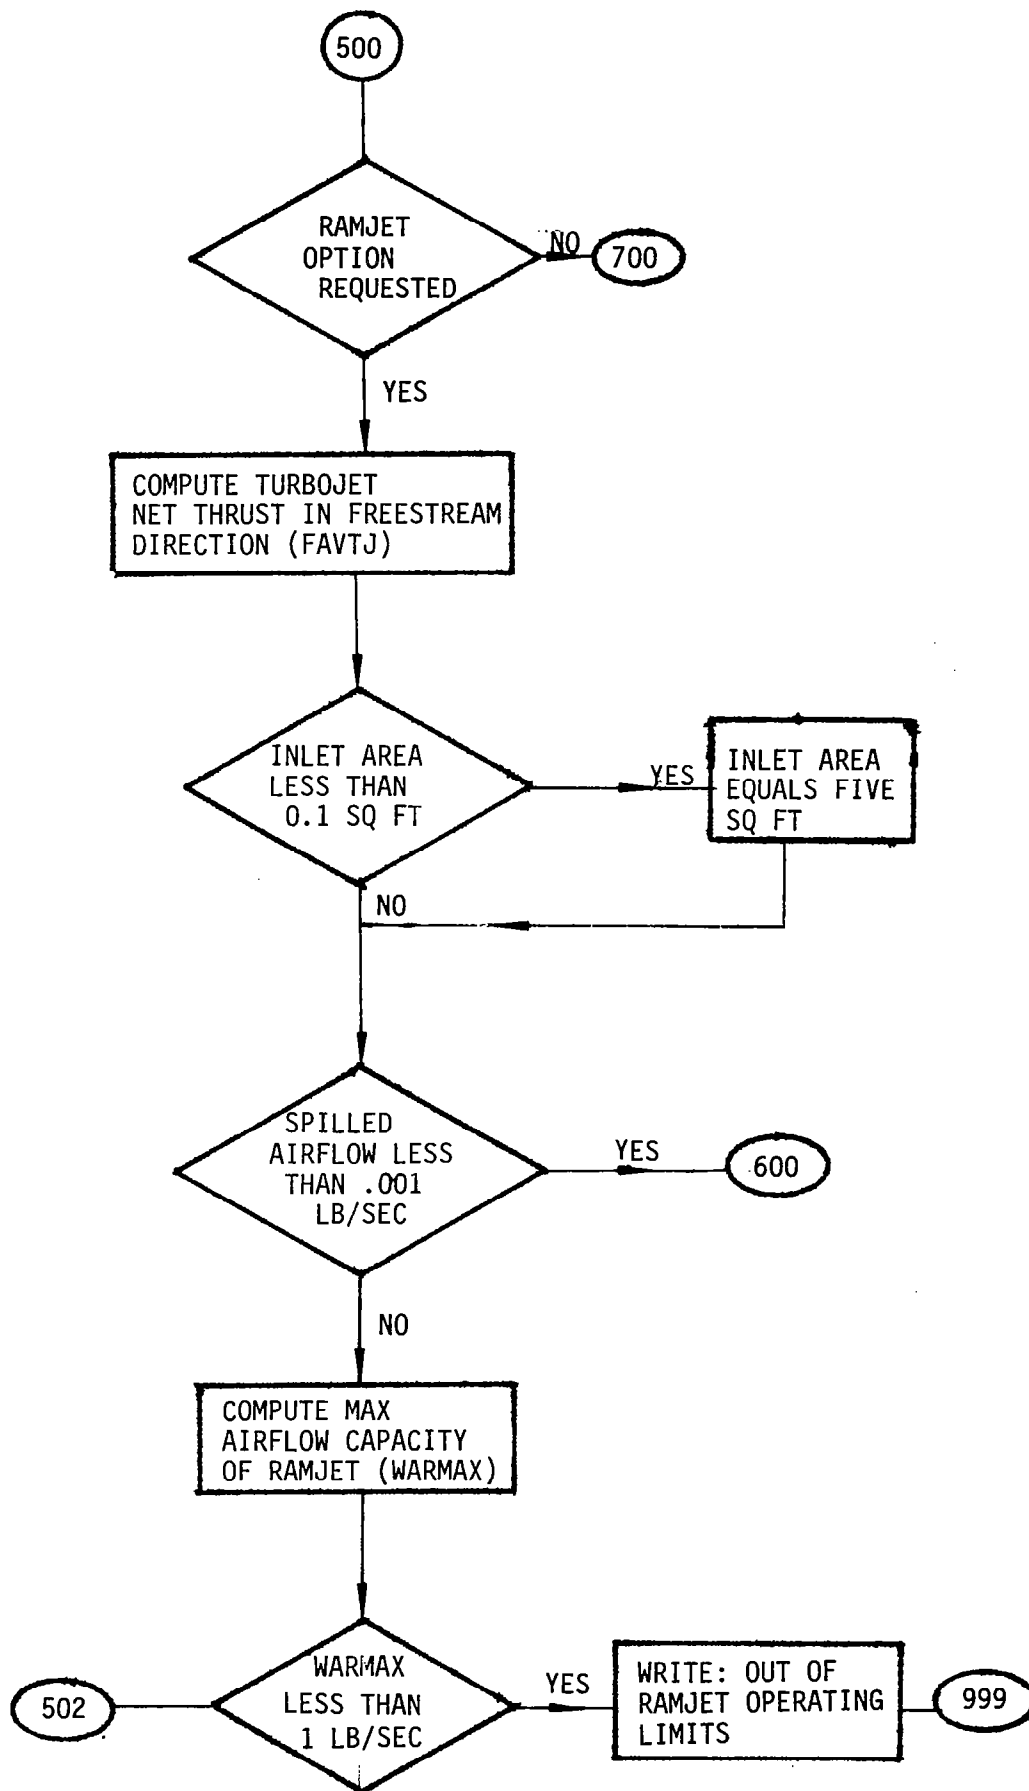 500
RAMJET
OPTION
REQUESTED
NO
700
YES
COMPUTE TURBOJET
NET THRUST IN FREESTREAM
DIRECTION (FAVTJ)
INLET AREA
LESS THAN
0.1 SQ FT
YES
INLET AREA
EQUALS FIVE
SQ FT
NO
SPILLED
AIRFLOW LESS
THAN .001
LB/SEC
YES
600
NO
COMPUTE MAX
AIRFLOW CAPACITY
OF RAMJET (WARMAX)
502
WARMAX
LESS THAN
1 LB/SEC
YES
WRITE: OUT OF
RAMJET OPERATING
LIMITS
999